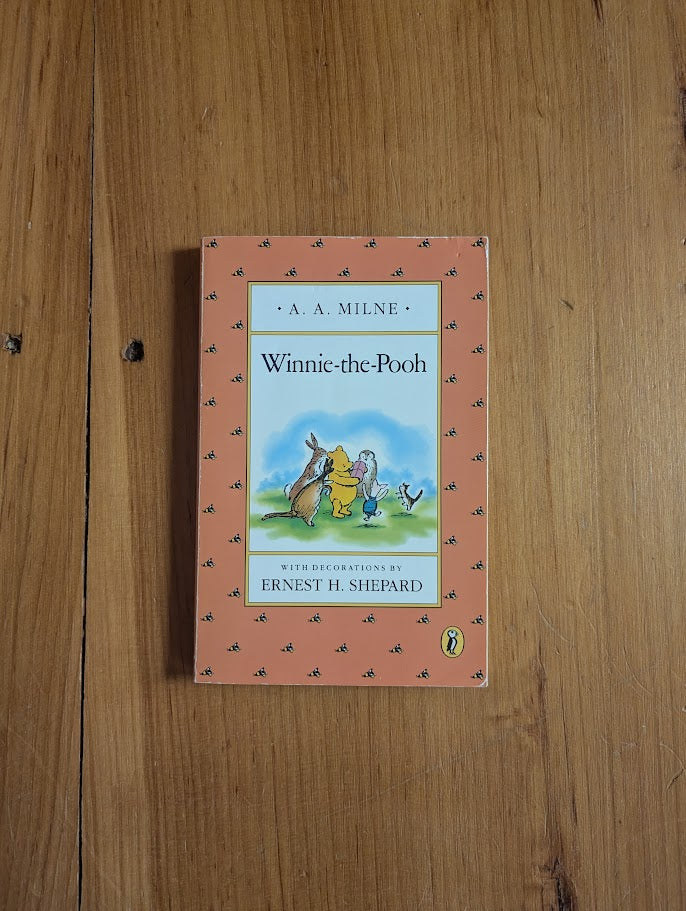 · A. A. MILNE ·
Winnie-the-Pooh
WITH DECORATIONS BY
ERNEST H. SHEPARD